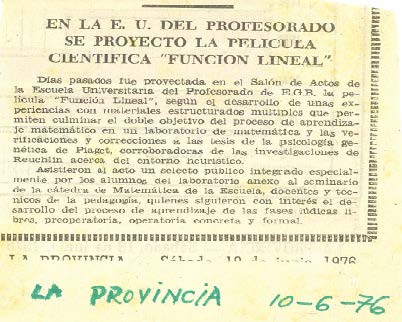 EN LA E. U. DEL PROFESORADO
SE PROYECTO LA PELICULA
CIENTIFICA "FUNCION LINEAL"
Días pasados fue proyectada en el Salón de Actos de
la Escuela Universitaria del Profesorado de E.G.B. la pe-
lícula "Función Lineal", según el desarrollo de unas ex-
periencias con materiales estructurados múltiples que per-
miten culminar el doble objetivo del proceso de aprendiza-
je matemático en un laboratorio de matemática y las ve-
rificaciones y correcciones a las tesis de la psicología ge-
nética de Piaget, corroboradoras de las investigaciones de
Reuchlin acerca del entorno heurístico.
Asistieron al acto un selecto público integrado especial-
mente por los alumnos del laboratorio anexo al seminario
de la cátedra de Matemática de la Escuela, docentes y téc-
nicos de la pedagogía, quienes siguieron con interés el de-
sarrollo del proceso de aprendizaje de las fases lúdicas li-
bres, preoperatoria, operatoria concreta y formal.
LA PROVINCIA Sábado 19 de junio 1976
LA PROVINCIA 10-6-76